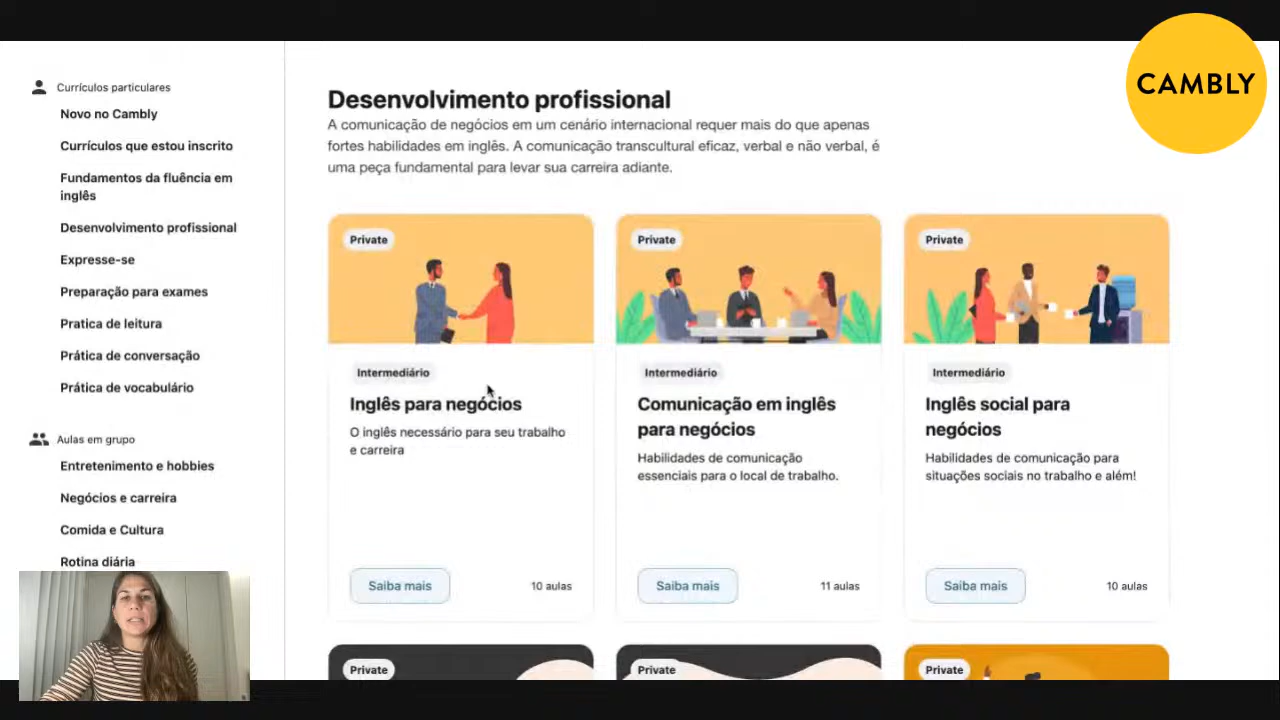 CAMBLY
Currículos particulares
Novo no Cambly
Currículos que estou inscrito
Fundamentos da fluência em
inglês
Desenvolvimento profissional
Expresse-se
Preparação para exames
Pratica de leitura
Prática de conversação
Prática de vocabulário
Aulas em grupo
Entretenimento e hobbies
Negócios e carreira
Comida e Cultura
Rotina diária
Desenvolvimento profissional
A comunicação de negócios em um cenário internacional requer mais do que apenas
fortes habilidades em inglês. A comunicação transcultural eficaz, verbal e não verbal, é
uma peça fundamental para levar sua carreira adiante.
Private
Intermediário
Inglês para negócios
O inglês necessário para seu trabalho
e carreira
Saiba mais
10 aulas
Private
Intermediário
Comunicação em inglês
para negócios
Habilidades de comunicação
essenciais para o local de trabalho.
Saiba mais
11 aulas
Private
Intermediário
Inglês social para
negócios
Habilidades de comunicação para
situações sociais no trabalho e além!
Saiba mais
10 aulas
Private
Private
Private